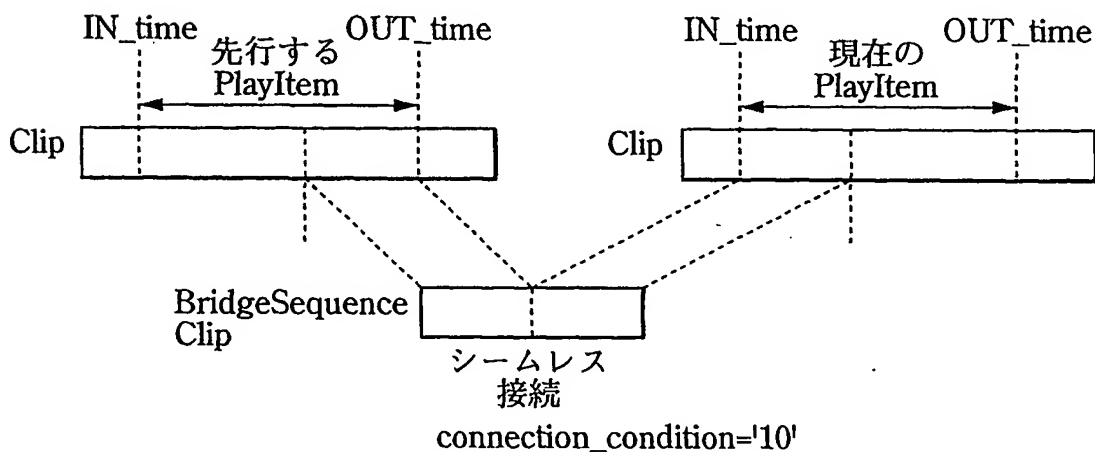 IN_time
OUT_time
先行する
PlayItem
Clip
IN_time
OUT_time
現在の
PlayItem
Clip
BridgeSequence
Clip
シームレス
接続
connection_condition='10'